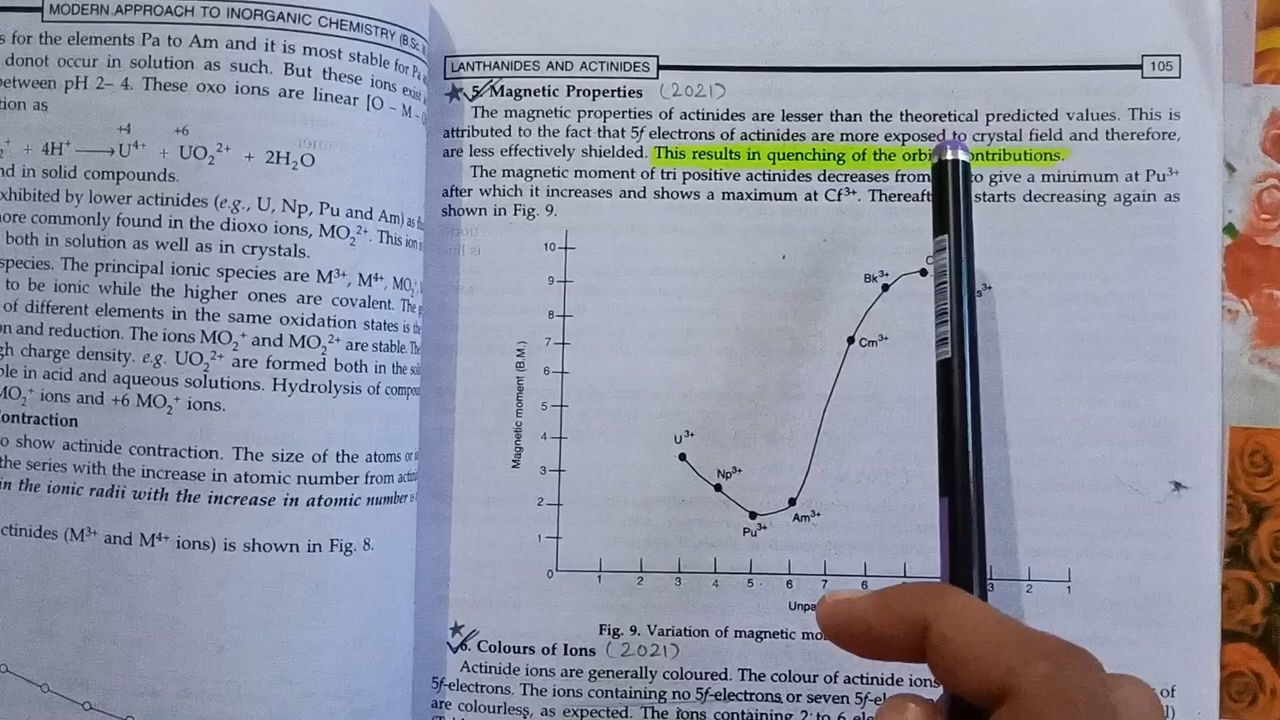 MODERN APPROACH TO INORGANIC CHEMISTRY (B.Sc.
s for the elements Pa to Am and it is most stable for Pa
donot occur in solution as such. But these ions exist
between pH 2– 4. These oxo ions are linear [O – M –
tion as
+ 4H⁺ ⟶ U⁴⁺ + UO₂²⁺ + 2H₂O
+4 +6
nd in solid compounds.
xhibited by lower actinides (e.g., U, Np, Pu and Am) as
ore commonly found in the dioxo ions, MO₂²⁺. This ion
both in solution as well as in crystals.
species. The principal ionic species are M³⁺, M⁴⁺, MO₂
to be ionic while the higher ones are covalent. The
of different elements in the same oxidation states is
on and reduction. The ions MO₂⁺ and MO₂²⁺ are stable. The
gh charge density. e.g. UO₂²⁺ are formed both in the
ble in acid and aqueous solutions. Hydrolysis of
MO₂⁺ ions and +6 MO₂⁺ ions.
ontraction
o show actinide contraction. The size of the atoms or
the series with the increase in atomic number from
in the ionic radii with the increase in atomic number
ctinides (M³⁺ and M⁴⁺ ions) is shown in Fig. 8.
LANTHANIDES AND ACTINIDES 105
5. Magnetic Properties (2021)
The magnetic properties of actinides are lesser than the theoretical predicted values. This is
attributed to the fact that 5f electrons of actinides are more exposed to crystal field and therefore,
are less effectively shielded. This results in quenching of the orbi ontributions.
The magnetic moment of tri positive actinides decreases from to give a minimum at Pu³⁺
after which it increases and shows a maximum at Cf³⁺. Thereaft starts decreasing again as
shown in Fig. 9.
Magnetic moment (B.M.)
10
9
8
7
6
5
4
3
2
1
0
U³⁺
Np³⁺
Pu³⁺
Am³⁺
Cm³⁺
Bk³⁺
C
s³⁺
1 2 3 4 5 6 7 6 3 2 1
Unpa
Fig. 9. Variation of magnetic mo
6. Colours of Ions (2021)
Actinide ions are generally coloured. The colour of actinide ions of
5f-electrons. The ions containing no 5f-electrons or seven 5f-el
are colourless, as expected. The ions containing 2 to 6 ele